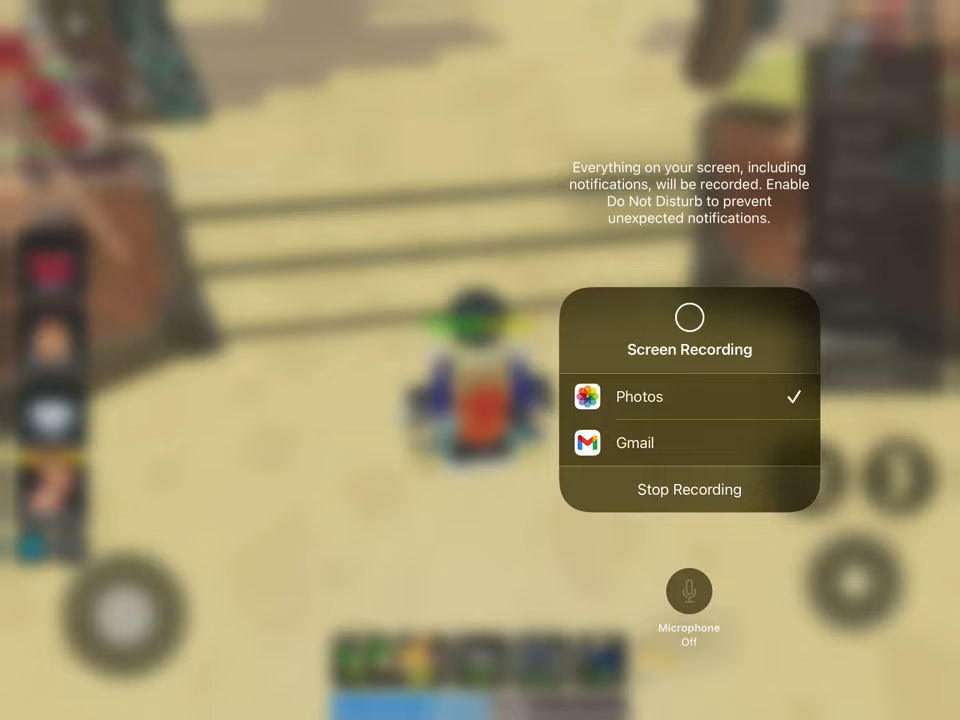 Everything on your screen, including
notifications, will be recorded. Enable
Do Not Disturb to prevent
unexpected notifications.
Screen Recording
Photos
Gmail
Stop Recording
Microphone
Off